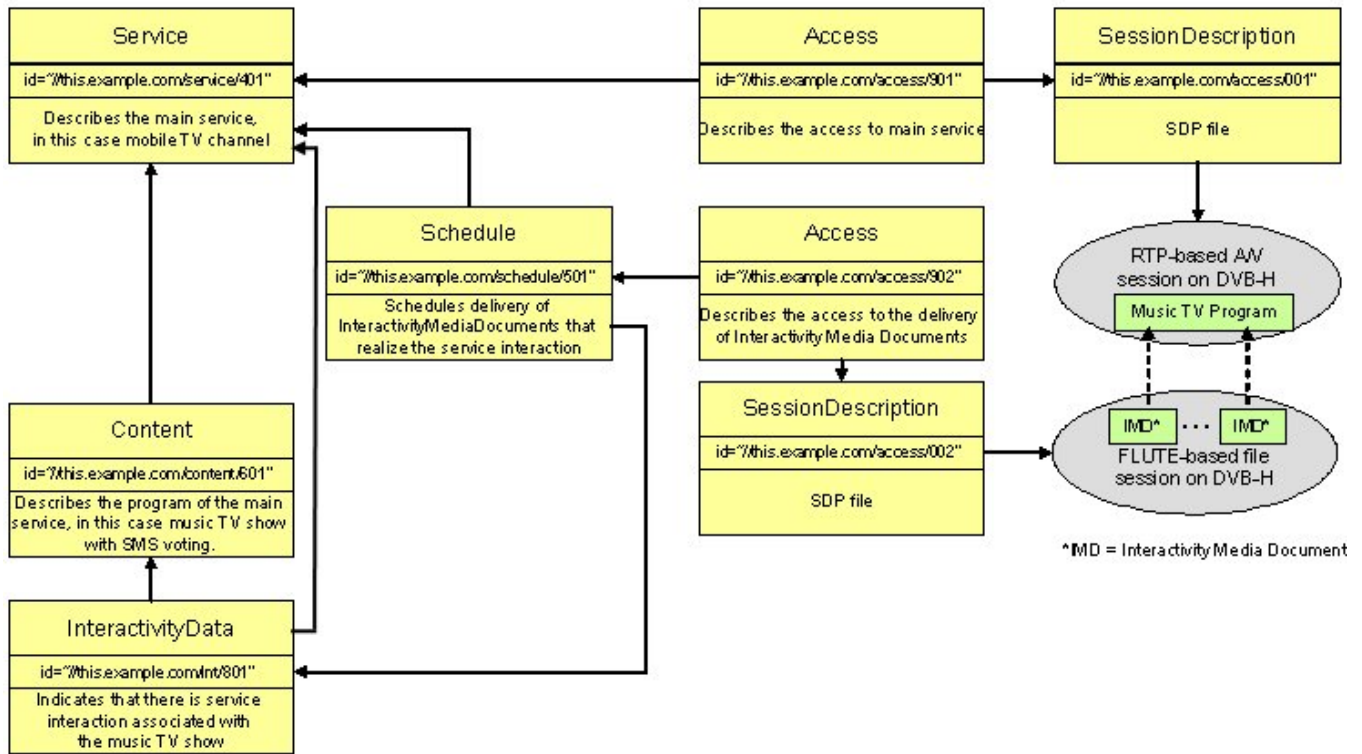 Service
id="//this.example.com/service/401"
Describes the main service,
in this case mobile TV channel
Access
id="//this.example.com/access/901"
Describes the access to main service
SessionDescription
id="//this.example.com/access/001"
SDP file
Schedule
id="//this.example.com/schedule/501"
Schedules delivery of
InteractivityMediaDocuments that
realize the service interaction
Access
id="//this.example.com/access/902"
Describes the access to the delivery
of Interactivity Media Documents
RTP-based A/V
session on DVB-H
Music TV Program
SessionDescription
id="//this.example.com/access/002"
SDP file
IMD* · · · IMD*
FLUTE-based file
session on DVB-H
*IMD = Interactivity Media Document
Content
id="//this.example.com/content/601"
Describes the program of the main
service, in this case music TV show
with SMS voting.
InteractivityData
id="//this.example.com/int/801"
Indicates that there is service
interaction associated with
the music TV show